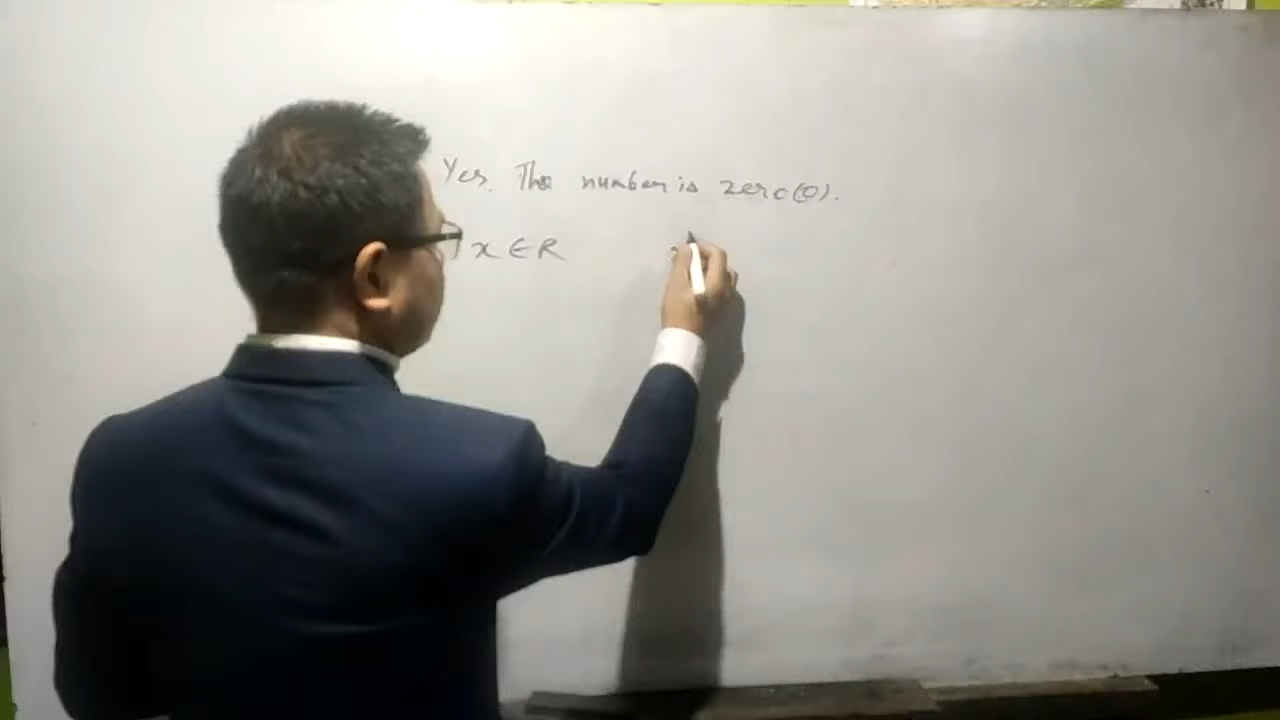 Yes. The number is zero(0).
x ∈ R